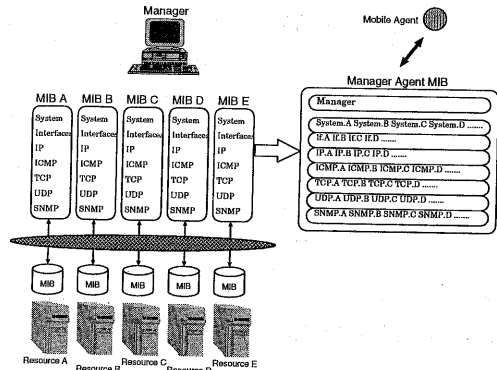 Manager
Mobile Agent
Manager Agent MIB
MIB A MIB B MIB C MIB D MIB E
Manager
System System System System System
Interfaces Interfaces Interfaces Interfaces Interfaces
IP IP IP IP IP
ICMP ICMP ICMP ICMP ICMP
TCP TCP TCP TCP TCP
UDP UDP UDP UDP UDP
SNMP SNMP SNMP SNMP SNMP
System.A System.B System.C System.D .......
If.A If.B If.C If.D .......
IP.A IP.B IP.C IP.D .......
ICMP.A ICMP.B ICMP.C ICMP.D .......
TCP.A TCP.B TCP.C TCP.D .......
UDP.A UDP.B UDP.C UDP.D .......
SNMP.A SNMP.B SNMP.C SNMP.D .......
MIB MIB MIB MIB MIB
Resource A Resource B Resource C Resource D Resource E